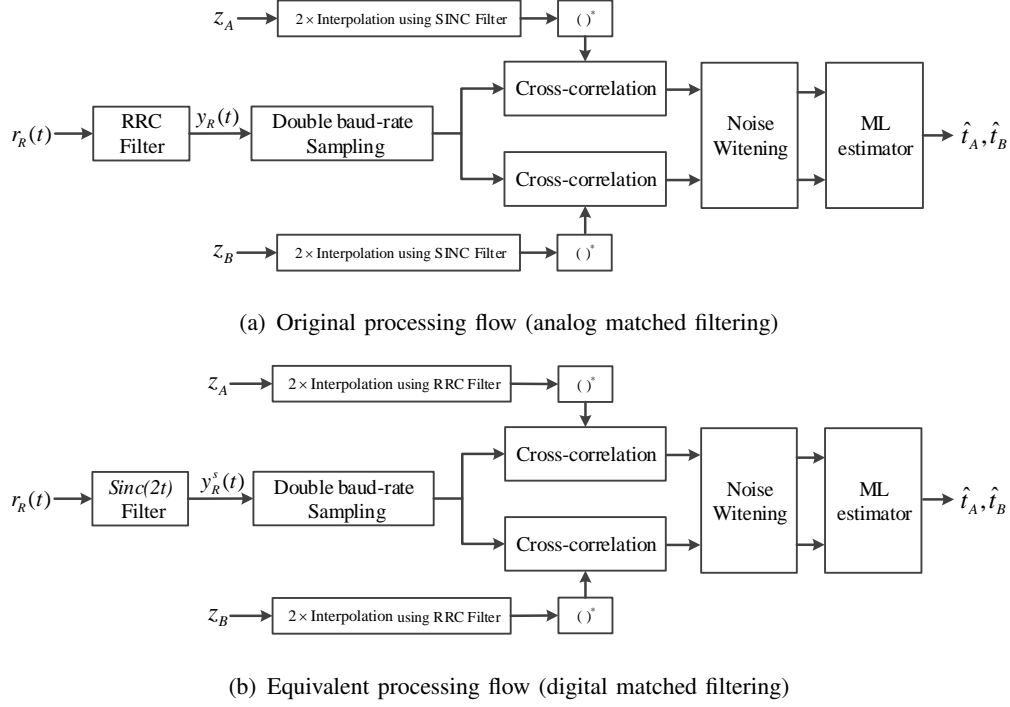 z_A
2 × Interpolation using SINC Filter
( )*
Cross-correlation
r_R(t)
RRC
Filter
y_R(t)
Double baud-rate
Sampling
Noise
Witening
ML
estimator
t̂_A, t̂_B
Cross-correlation
z_B
2 × Interpolation using SINC Filter
( )*
(a) Original processing flow (analog matched filtering)
z_A
2 × Interpolation using RRC Filter
( )*
Cross-correlation
r_R(t)
Sinc(2t)
Filter
y_R^s(t)
Double baud-rate
Sampling
Noise
Witening
ML
estimator
t̂_A, t̂_B
Cross-correlation
z_B
2 × Interpolation using RRC Filter
( )*
(b) Equivalent processing flow (digital matched filtering)